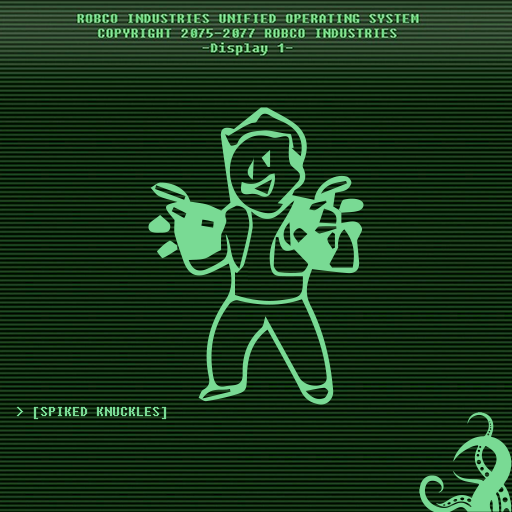 ROBCO INDUSTRIES UNIFIED OPERATING SYSTEM
COPYRIGHT 2075-2077 ROBCO INDUSTRIES
-Display 1-
> [SPIKED KNUCKLES]